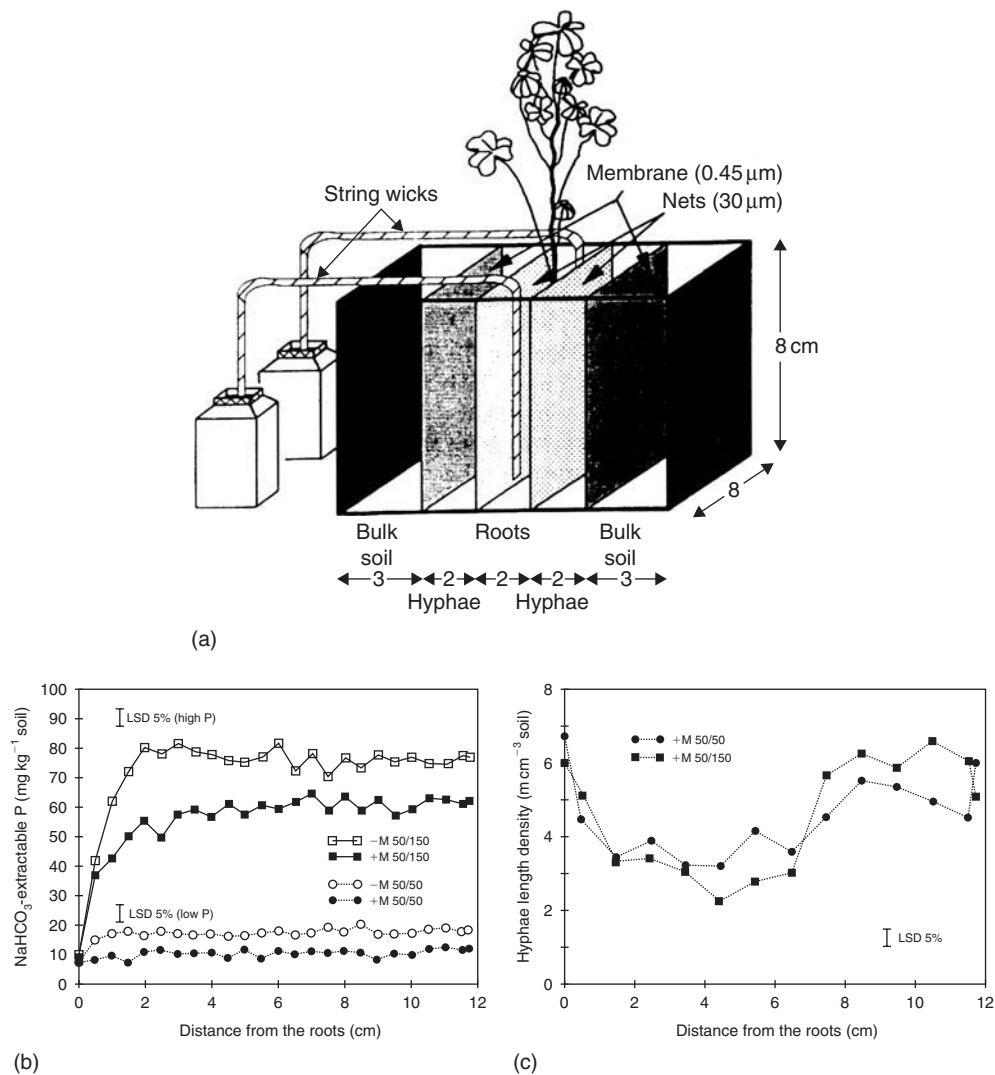 String wicks
Membrane (0.45 µm)
Nets (30 µm)
8 cm
8
Bulk soil
Roots
Bulk soil
3
2
2
2
3
Hyphae
Hyphae
(a)
NaHCO₃-extractable P (mg kg⁻¹ soil)
100
90
80
70
60
50
40
30
20
10
0
LSD 5% (high P)
−M 50/150
+M 50/150
−M 50/50
+M 50/50
LSD 5% (low P)
0
2
4
6
8
10
12
Distance from the roots (cm)
(b)
Hyphae length density (m cm⁻³ soil)
8
6
4
2
0
+M 50/50
+M 50/150
LSD 5%
0
2
4
6
8
10
12
Distance from the roots (cm)
(c)